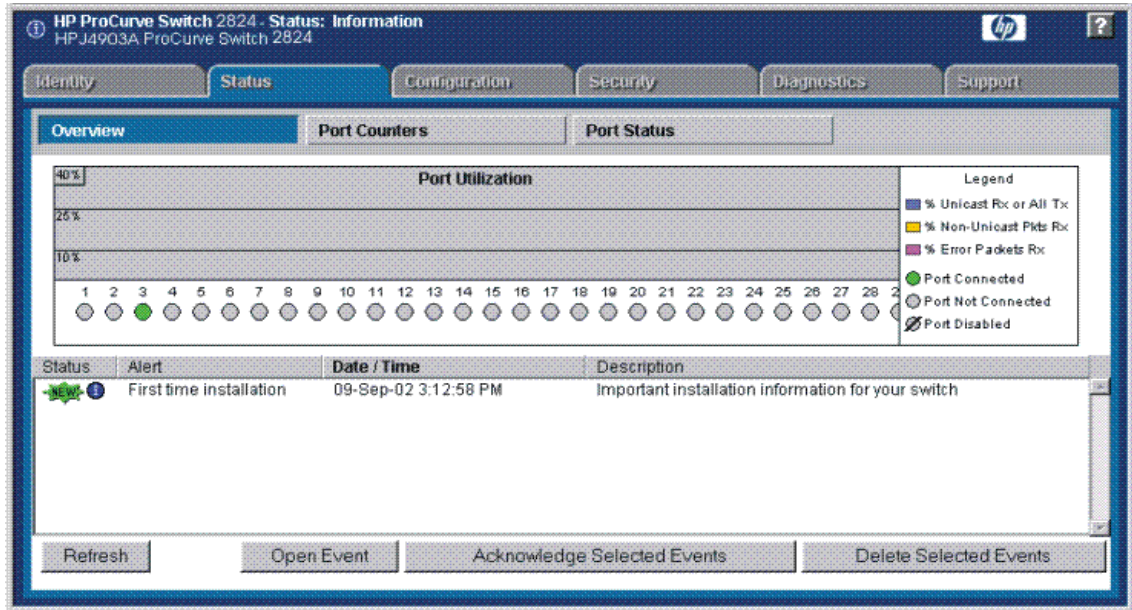 HP ProCurve Switch 2824 - Status: Information
HPJ4903A ProCurve Switch 2824
hp
?
Identity Status Configuration Security Diagnostics Support
Overview Port Counters Port Status
40% Port Utilization
25%
10%
1 2 3 4 5 6 7 8 9 10 11 12 13 14 15 16 17 18 19 20 21 22 23 24 25 26 27 28 2
Legend
% Unicast Rx or All Tx
% Non-Unicast Pkts Rx
% Error Packets Rx
Port Connected
Port Not Connected
Port Disabled
Status Alert Date / Time Description
NEW! First time installation 09-Sep-02 3:12:58 PM Important installation information for your switch
Refresh Open Event Acknowledge Selected Events Delete Selected Events